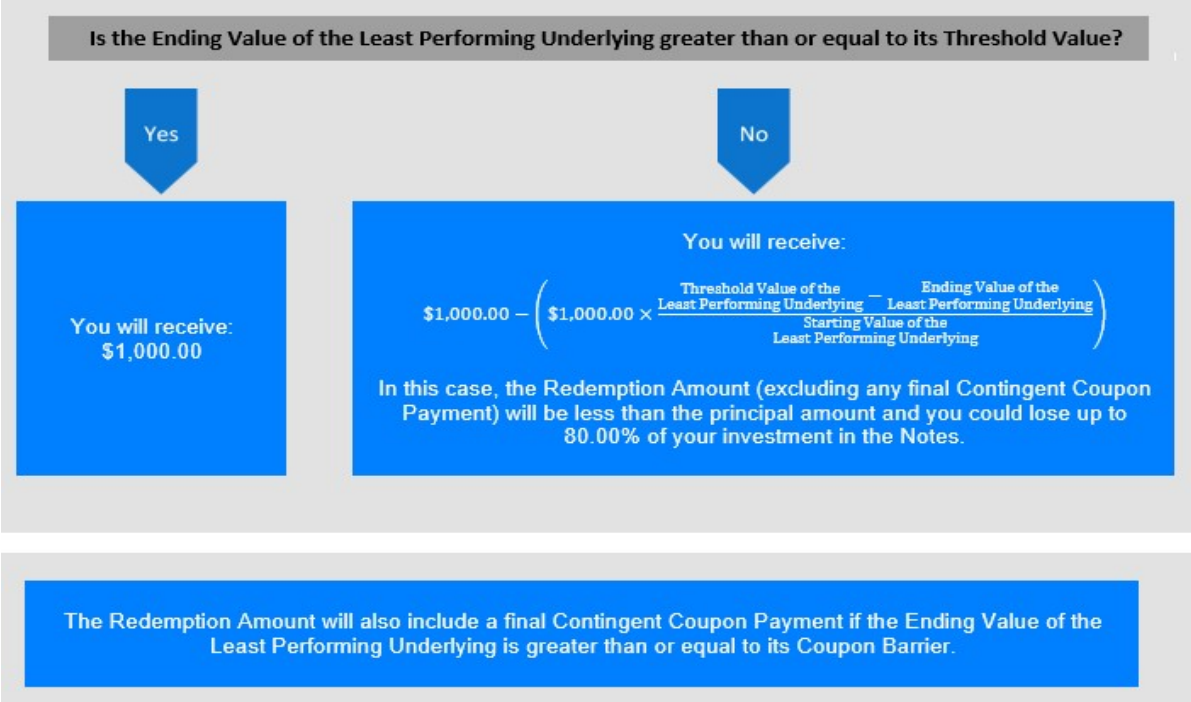 Is the Ending Value of the Least Performing Underlying greater than or equal to its Threshold Value?
Yes
No
You will receive:
$1,000.00
You will receive:
$1,000.00 − ( $1,000.00 × (Threshold Value of the Least Performing Underlying − Ending Value of the Least Performing Underlying) / Starting Value of the Least Performing Underlying )
In this case, the Redemption Amount (excluding any final Contingent Coupon
Payment) will be less than the principal amount and you could lose up to
80.00% of your investment in the Notes.
The Redemption Amount will also include a final Contingent Coupon Payment if the Ending Value of the
Least Performing Underlying is greater than or equal to its Coupon Barrier.